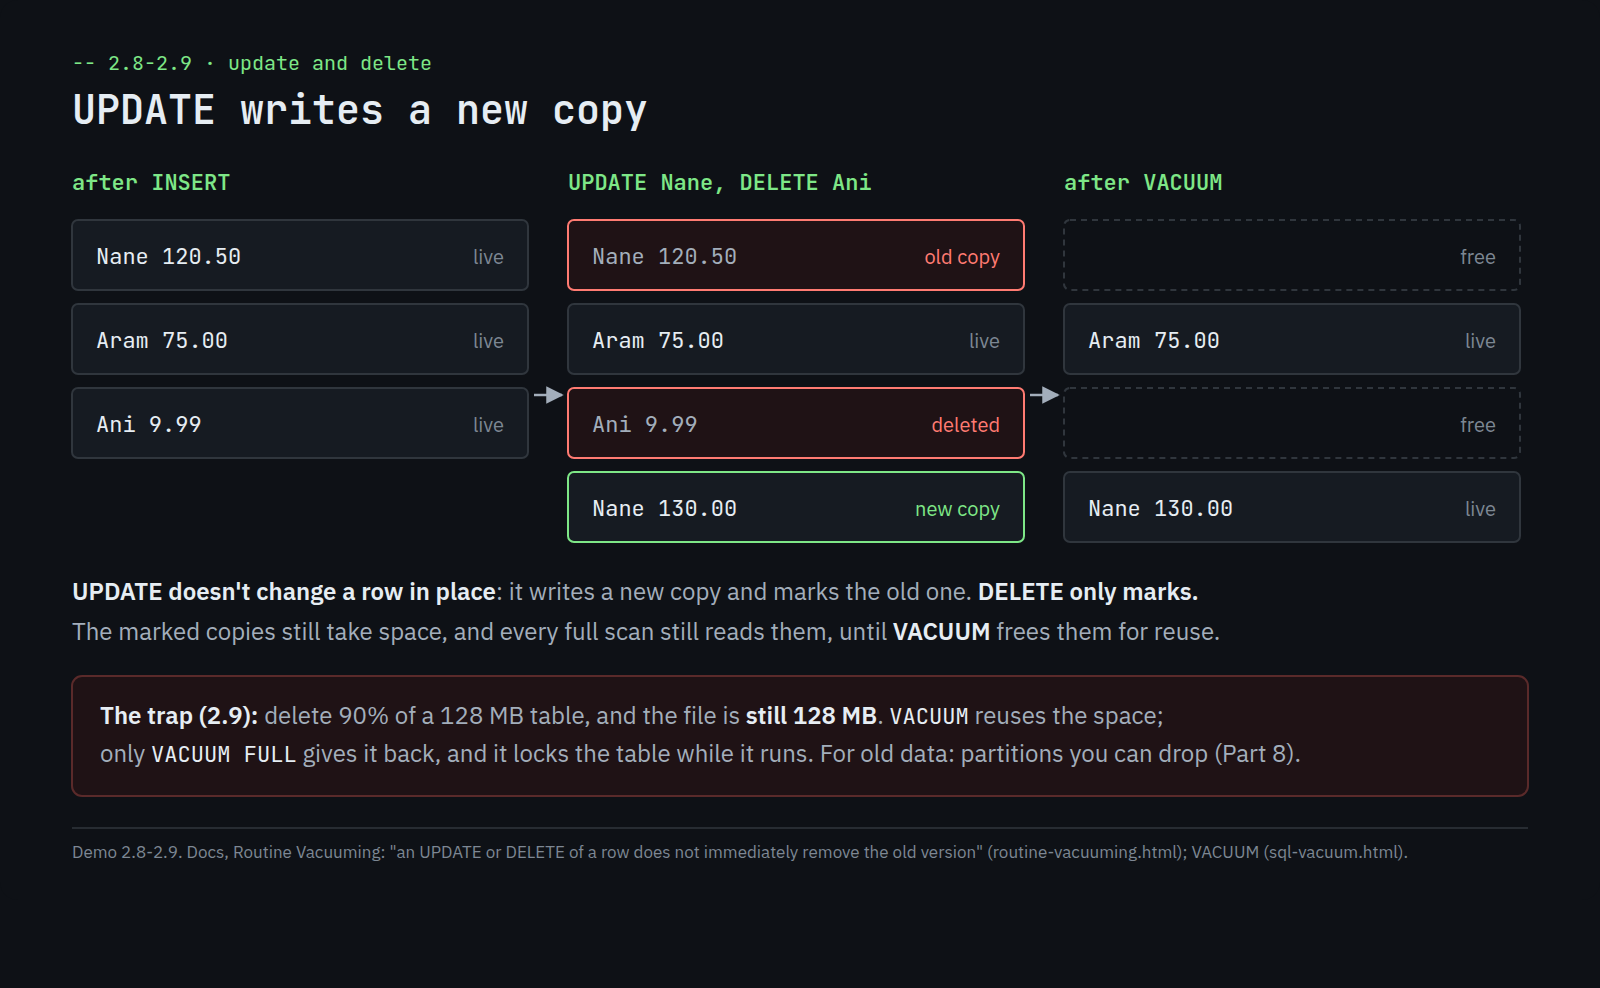 -- 2.8-2.9 · update and delete
UPDATE writes a new copy
after INSERT
Nane 120.50 live
Aram 75.00 live
Ani 9.99 live
UPDATE Nane, DELETE Ani
Nane 120.50 old copy
Aram 75.00 live
Ani 9.99 deleted
Nane 130.00 new copy
after VACUUM
free
Aram 75.00 live
free
Nane 130.00 live
UPDATE doesn't change a row in place: it writes a new copy and marks the old one. DELETE only marks.
The marked copies still take space, and every full scan still reads them, until VACUUM frees them for reuse.
The trap (2.9): delete 90% of a 128 MB table, and the file is still 128 MB. VACUUM reuses the space;
only VACUUM FULL gives it back, and it locks the table while it runs. For old data: partitions you can drop (Part 8).
Demo 2.8-2.9. Docs, Routine Vacuuming: "an UPDATE or DELETE of a row does not immediately remove the old version" (routine-vacuuming.html); VACUUM (sql-vacuum.html).